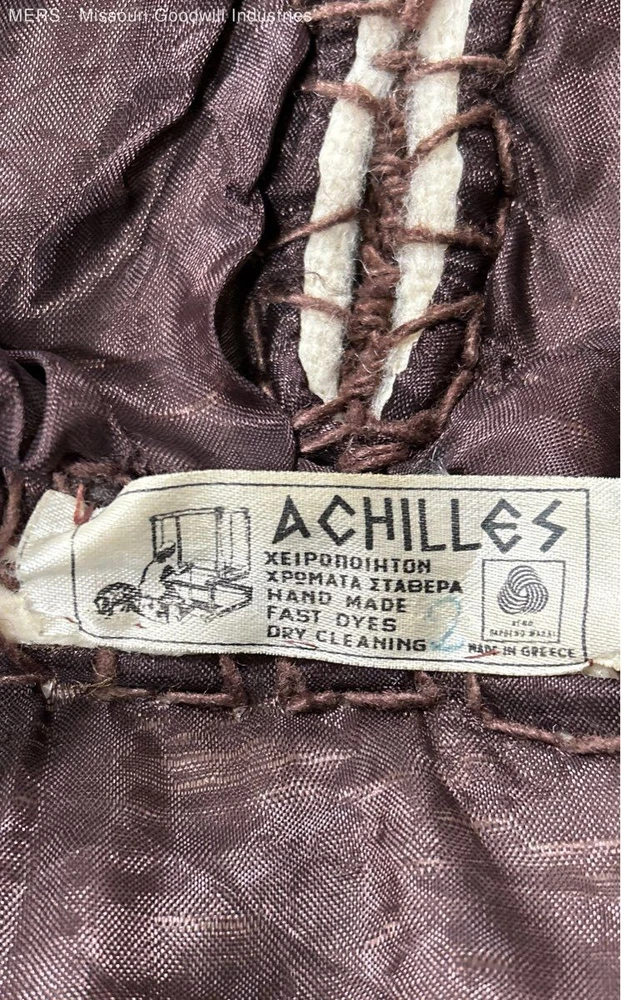 MERS - Missouri Goodwill Industries
ACHILLES
ΧΕΙΡΟΠΟΙΗΤΟΝ
ΧΡΩΜΑΤΑ ΣΤΑΘΕΡΑ
HAND MADE
FAST DYES
DRY CLEANING 2
MADE IN GREECE